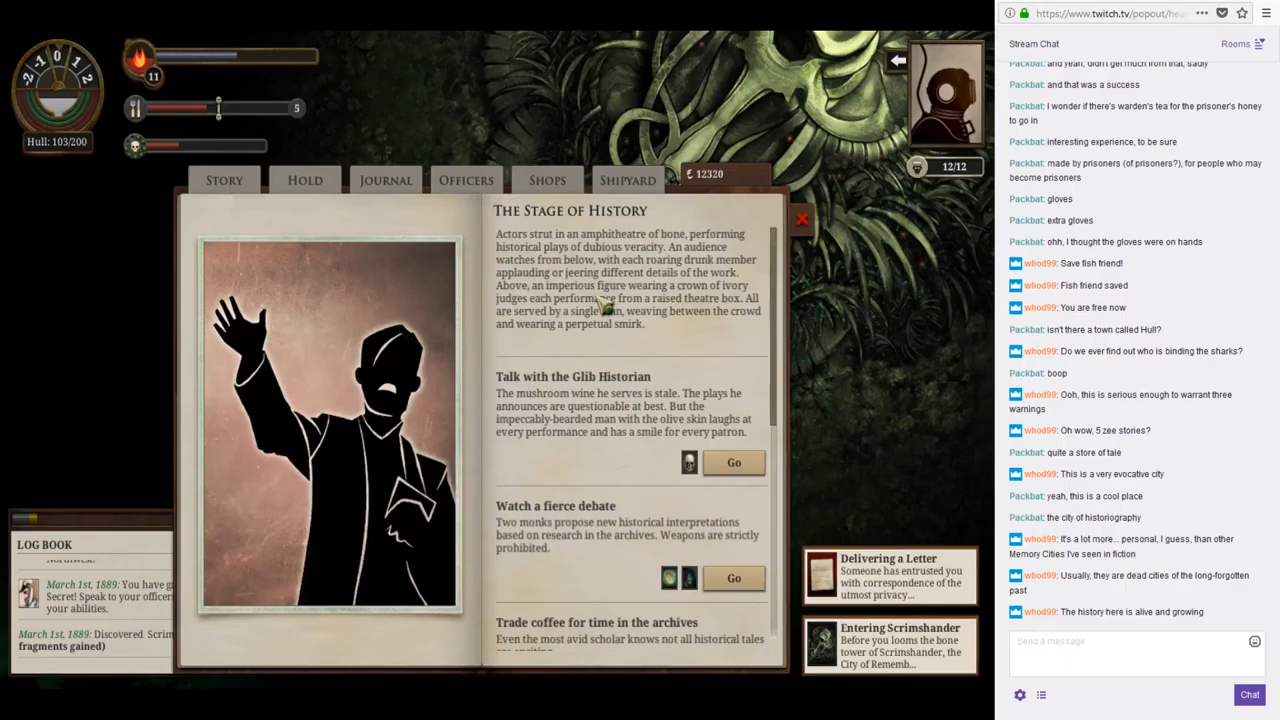 https://www.twitch.tv/popout/hea
Stream Chat
Rooms
2 1 0 1 2
Hull: 103/200
11
5
12/12
STORY
HOLD
JOURNAL
OFFICERS
SHOPS
SHIPYARD
12320
THE STAGE OF HISTORY
Actors strut in an amphitheatre of bone, performing
historical plays of dubious veracity. An audience
watches from below, with each roaring drunk member
applauding or jeering different details of the work.
Above, an imperious figure wearing a crown of ivory
judges each from a raised theatre box. All
are served by a single weaving between the crowd
and wearing a perpetual smirk.
Talk with the Glib Historian
The mushroom wine he serves is stale. The plays he
announces are questionable at best. But the
impeccably-bearded man with the olive skin laughs at
every performance and has a smile for every patron.
Go
Watch a fierce debate
Two monks propose new historical interpretations
based on research in the archives. Weapons are strictly
prohibited.
Go
Trade coffee for time in the archives
Even the most avid scholar knows not all historical tales
LOG BOOK
March 1st, 1889: You have ga
Secret! Speak to your officer
your abilities.
March 1st, 1889: Discovered Scrim
fragments gained)
Delivering a Letter
Someone has entrusted you
with correspondence of the
utmost privacy...
Entering Scrimshander
Before you looms the bone
tower of Scrimshander, the
City of Rememb...
Packbat: and yeah, didn't get much from that, sadly
Packbat: and that was a success
Packbat: I wonder if there's warden's tea for the prisoner's honey
to go in
Packbat: interesting experience, to be sure
Packbat: made by prisoners (of prisoners?), for people who may
become prisoners
Packbat: gloves
Packbat: extra gloves
Packbat: ohh, I thought the gloves were on hands
whod99: Save fish friend!
whod99: Fish friend saved
whod99: You are free now
Packbat: isn't there a town called Hull?
whod99: Do we ever find out who is binding the sharks?
Packbat: boop
whod99: Ooh, this is serious enough to warrant three
warnings
whod99: Oh wow, 5 zee stories?
Packbat: quite a store of tale
whod99: This is a very evocative city
Packbat: yeah, this is a cool place
Packbat: the city of historiography
whod99: It's a lot more... personal, I guess, than other
Memory Cities I've seen in fiction
whod99: Usually, they are dead cities of the long-forgotten
past
whod99: The history here is alive and growing
Send a message
Chat